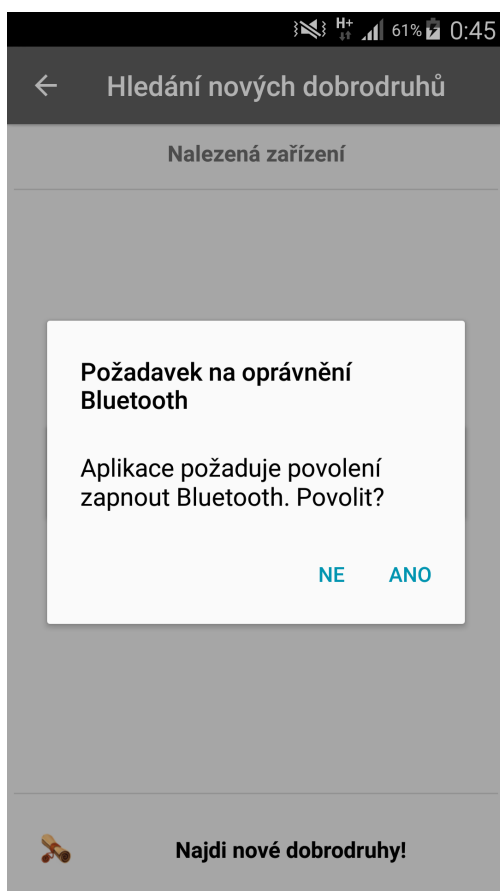 H+ 61% 0:45
Hledání nových dobrodruhů
Nalezená zařízení
Požadavek na oprávnění
Bluetooth
Aplikace požaduje povolení
zapnout Bluetooth. Povolit?
NE ANO
Najdi nové dobrodruhy!